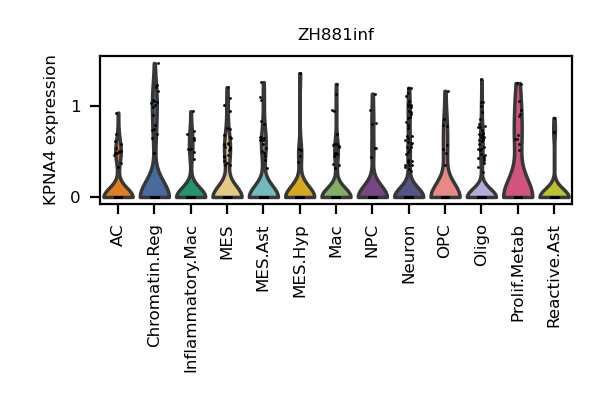 ZH881inf
KPNA4 expression
1
0
AC
Chromatin.Reg
Inflammatory.Mac
MES
MES.Ast
MES.Hyp
Mac
NPC
Neuron
OPC
Oligo
Prolif.Metab
Reactive.Ast